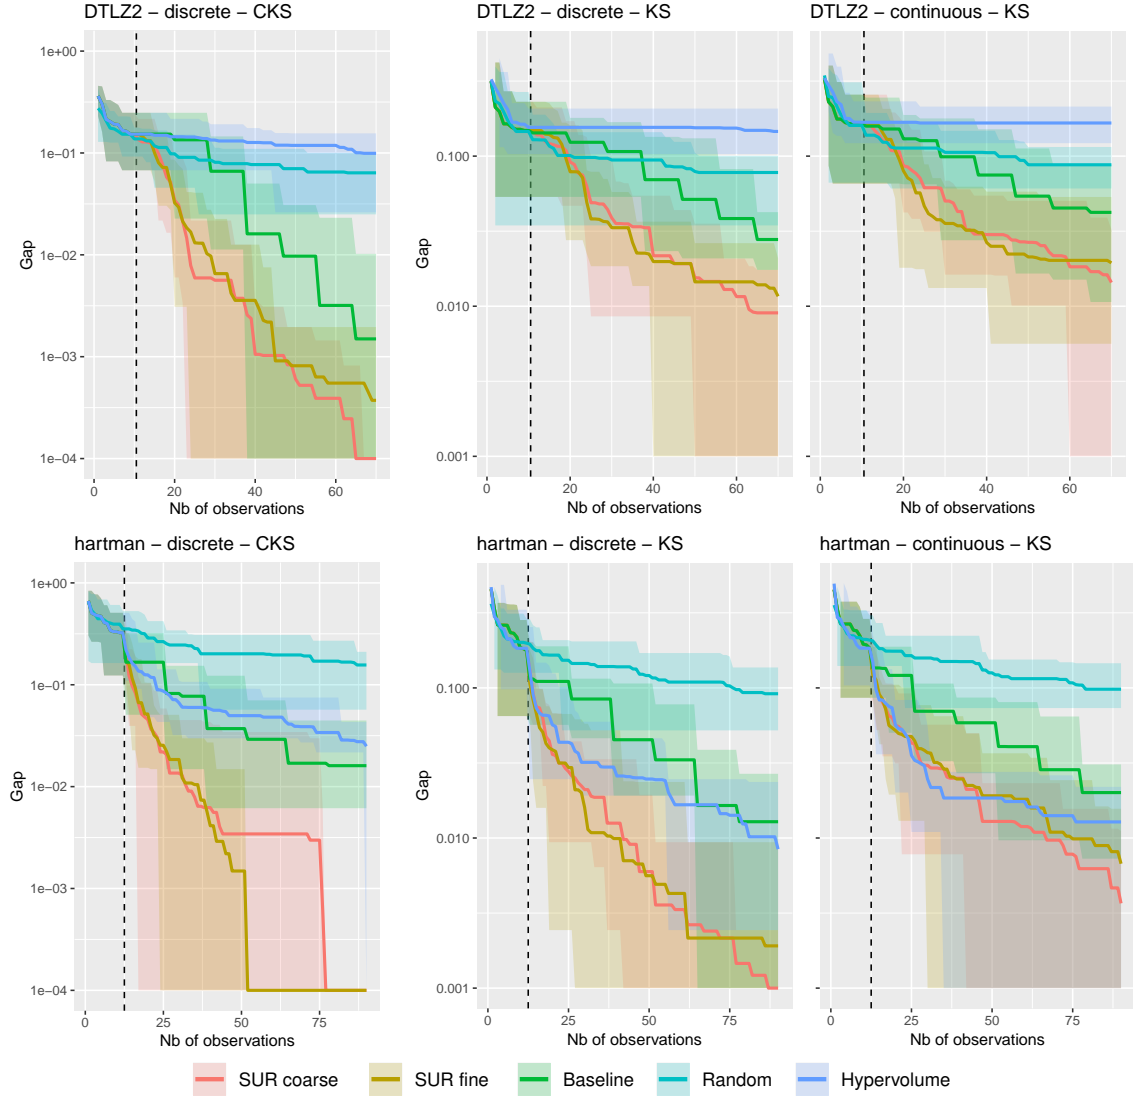 DTLZ2 − discrete − CKS
DTLZ2 − discrete − KS
DTLZ2 − continuous − KS
1e+00
1e−01
1e−02
1e−03
1e−04
Gap
0 20 40 60
Nb of observations
0.100
0.010
0.001
Gap
0 20 40 60
Nb of observations
0 20 40 60
Nb of observations
hartman − discrete − CKS
hartman − discrete − KS
hartman − continuous − KS
1e+00
1e−01
1e−02
1e−03
1e−04
Gap
0 25 50 75
Nb of observations
0.100
0.010
0.001
Gap
0 25 50 75
Nb of observations
0 25 50 75
Nb of observations
SUR coarse SUR fine Baseline Random Hypervolume